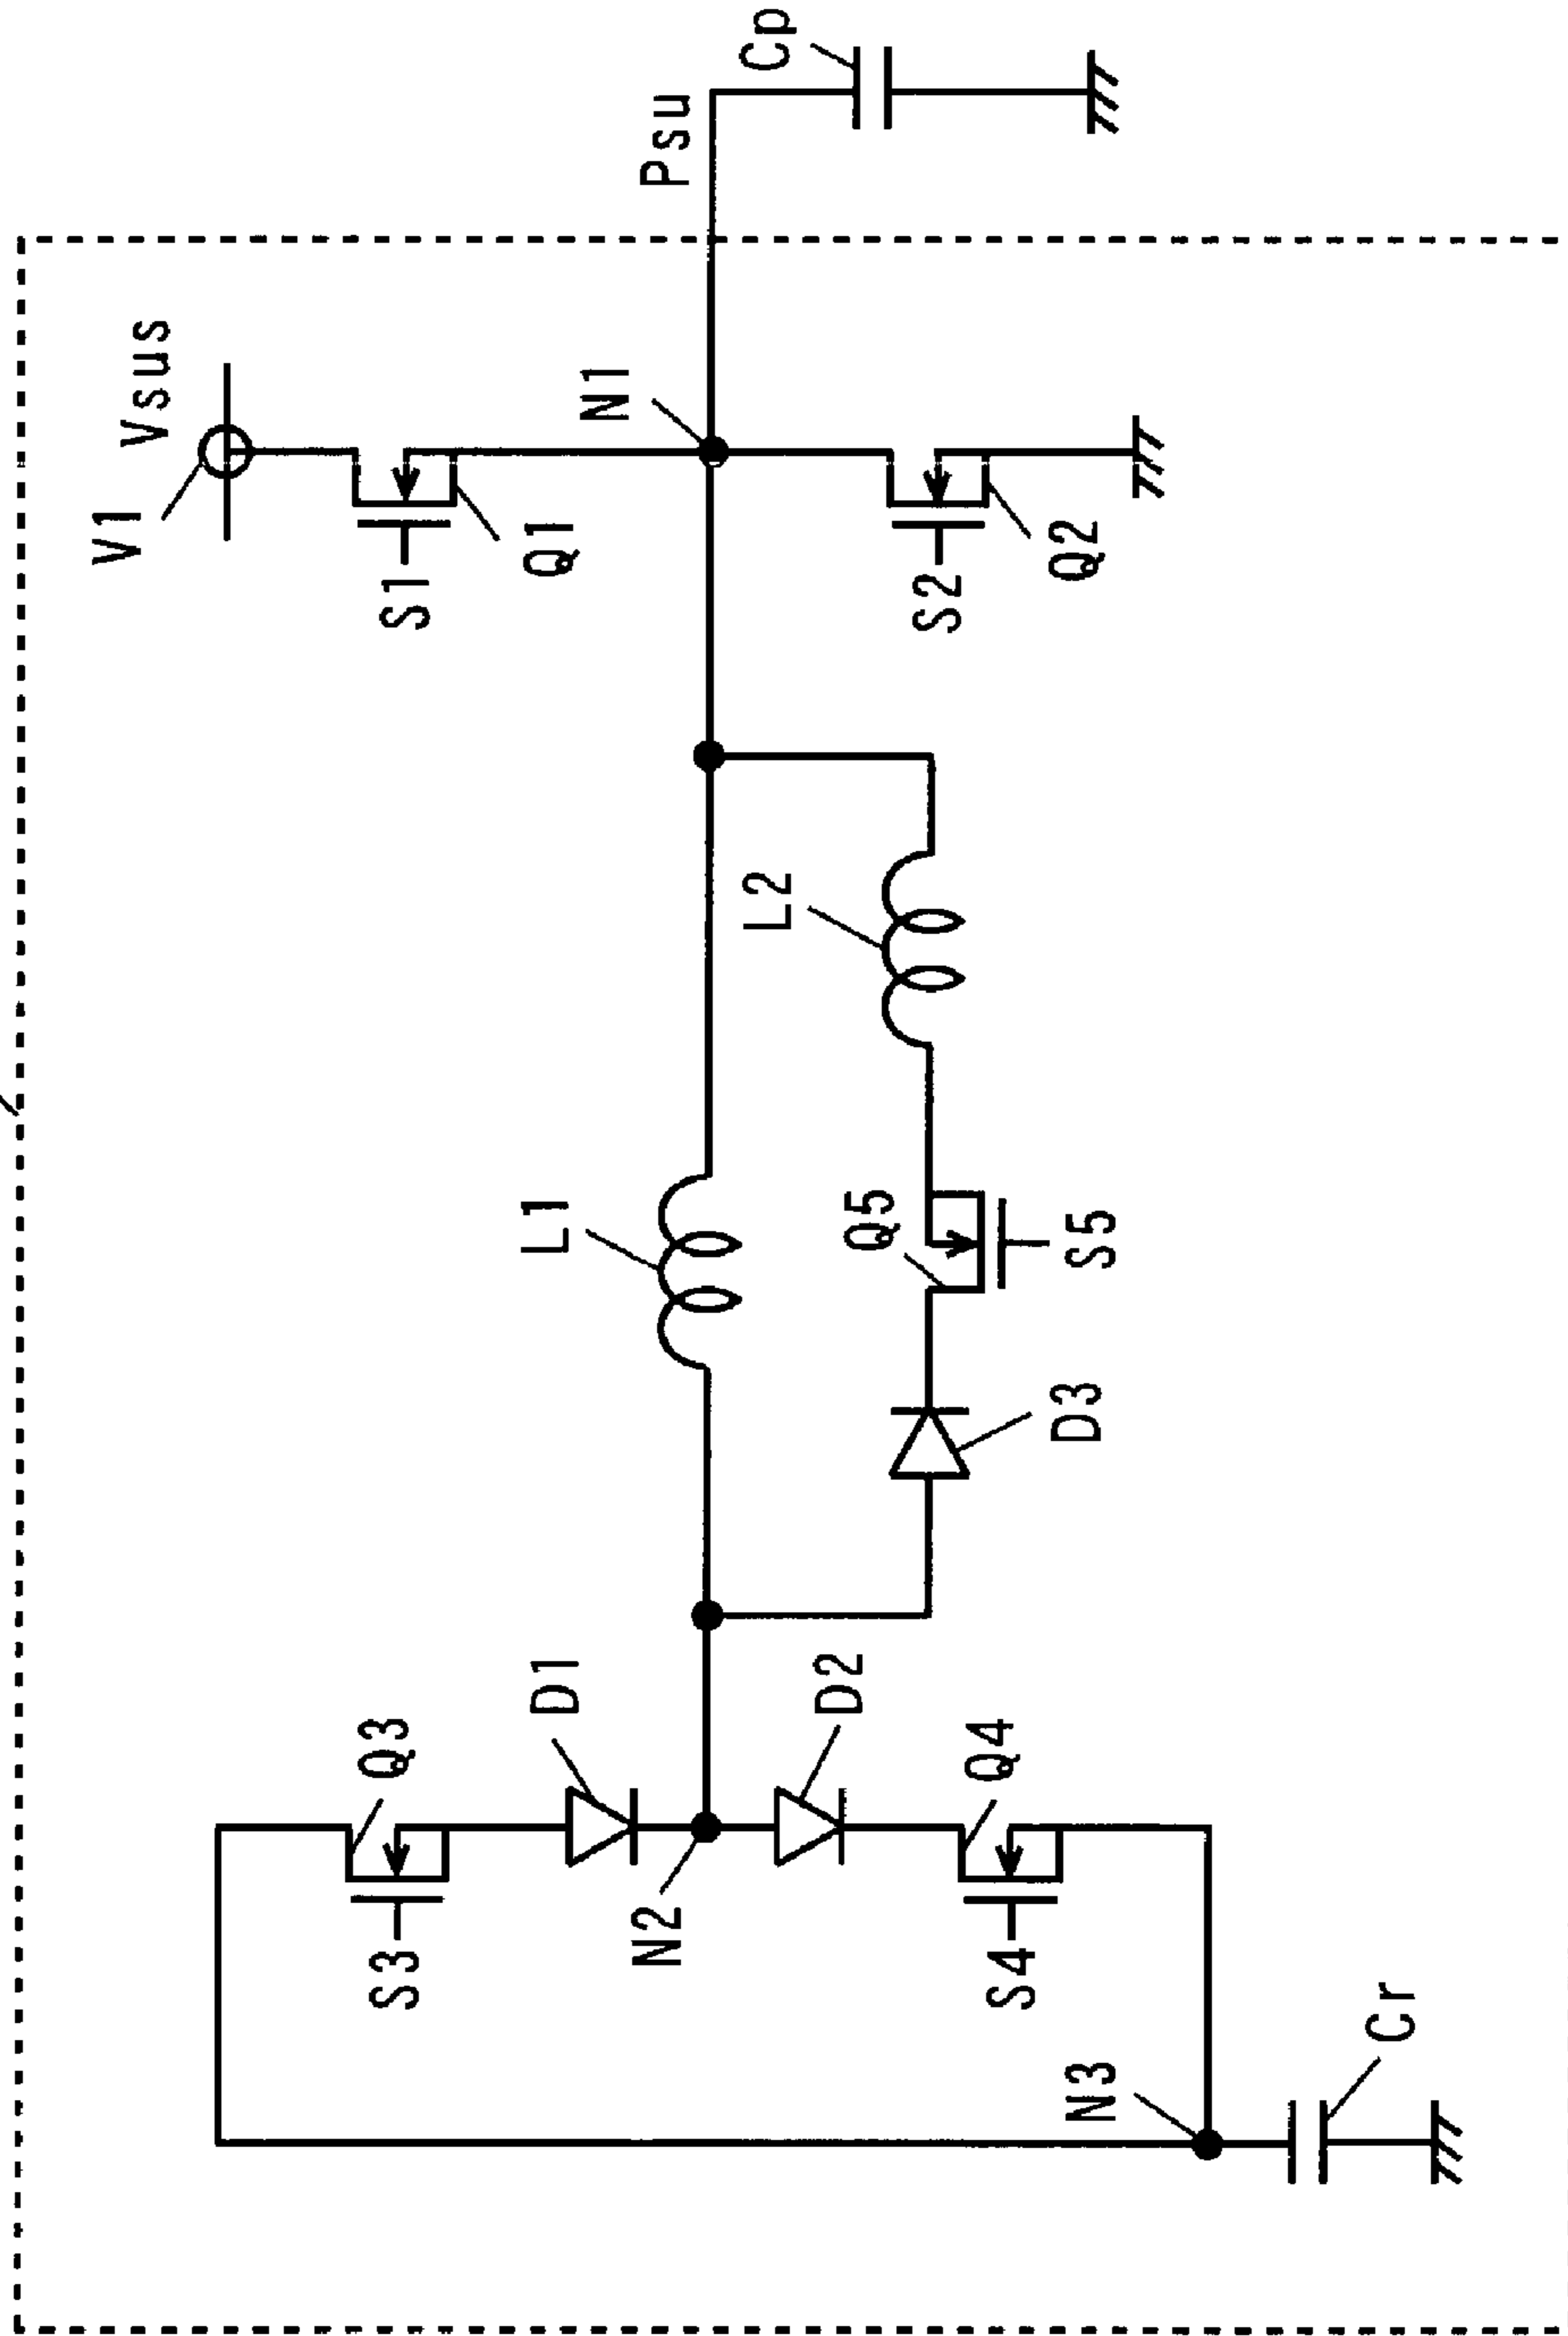 V1
Vsus
S1
Q1
N1
Psu
Cp
S2
Q2
L1
L2
Q5
S5
D3
Q3
S3
D1
N2
D2
Q4
S4
N3
Cr